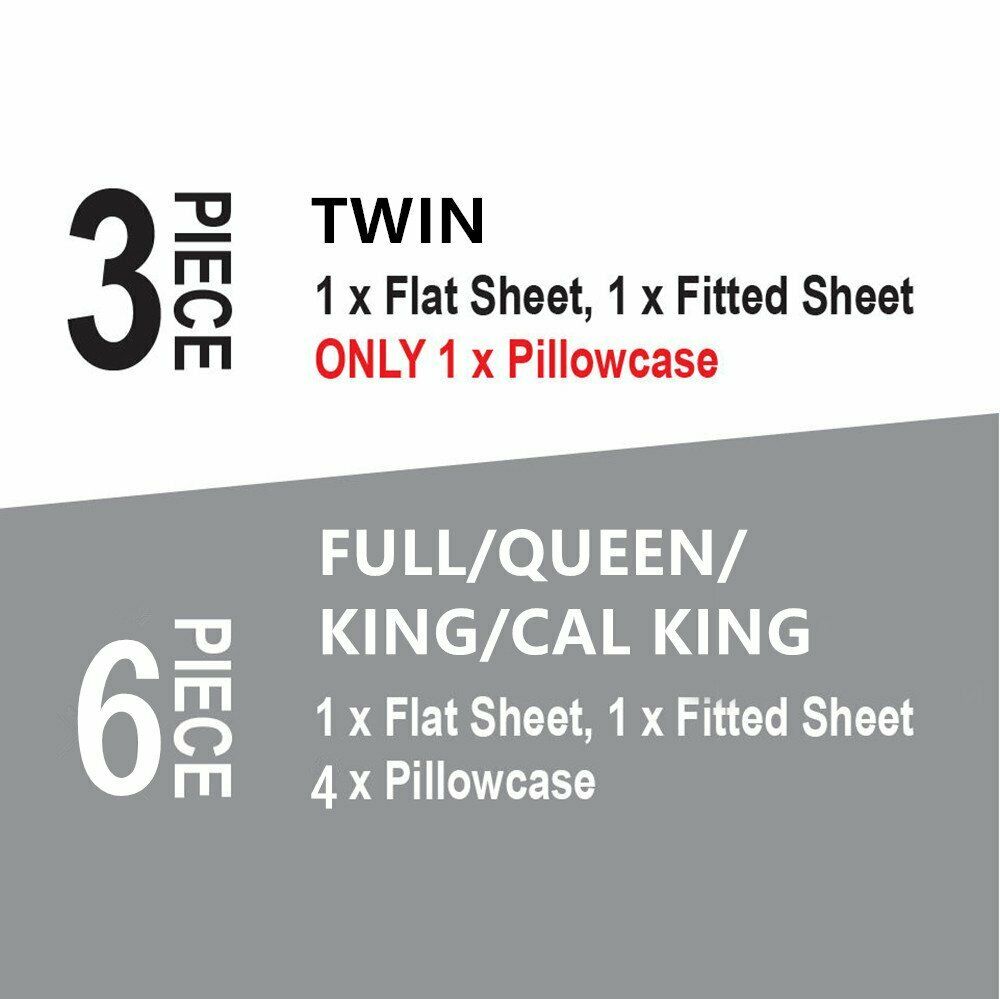 3 PIECE
TWIN
1 x Flat Sheet, 1 x Fitted Sheet
ONLY 1 x Pillowcase
6 PIECE
FULL/QUEEN/
KING/CAL KING
1 x Flat Sheet, 1 x Fitted Sheet
4 x Pillowcase